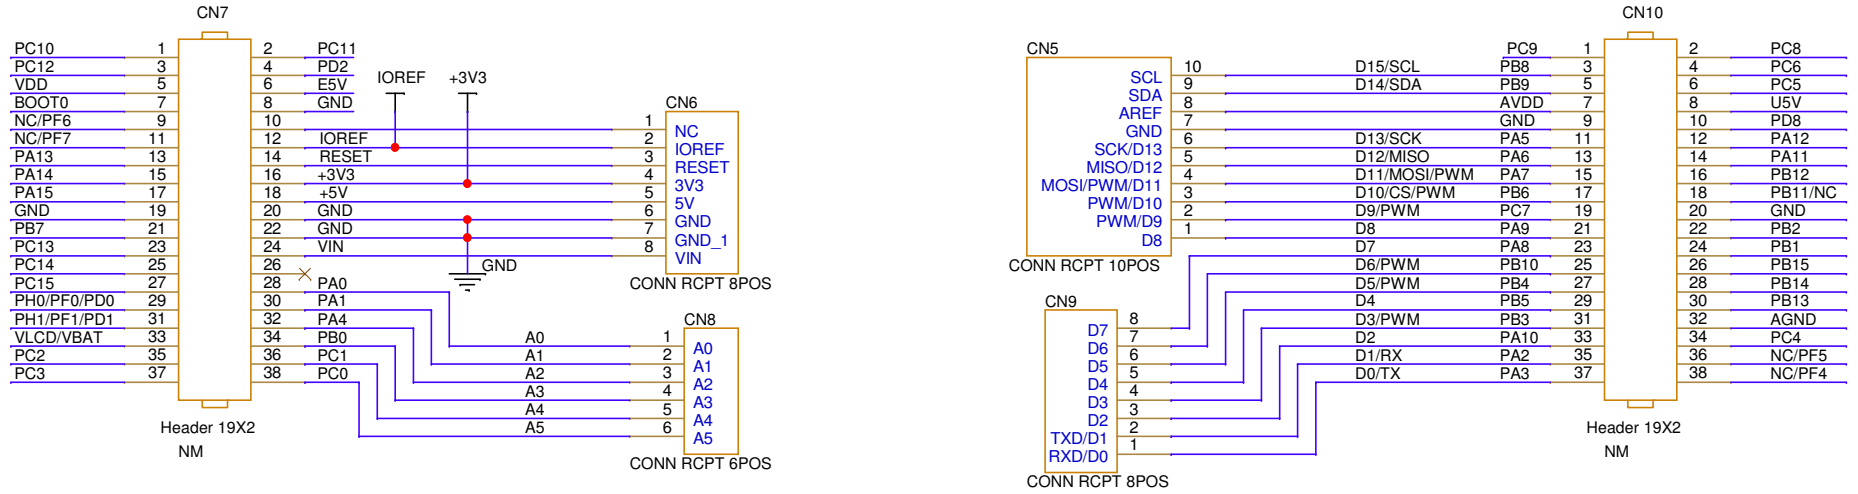 CN7
PC10 1 2 PC11
PC12 3 4 PD2
VDD 5 6 E5V
BOOT0 7 8 GND
NC/PF6 9 10
NC/PF7 11 12 IOREF
PA13 13 14 RESET
PA14 15 16 +3V3
PA15 17 18 +5V
GND 19 20 GND
PB7 21 22 GND
PC13 23 24 VIN
PC14 25 26
PC15 27 28 PA0
PH0/PF0/PD0 29 30 PA1
PH1/PF1/PD1 31 32 PA4
VLCD/VBAT 33 34 PB0
PC2 35 36 PC1
PC3 37 38 PC0
Header 19X2
NM
IOREF +3V3
GND
CN6
1 NC
2 IOREF
3 RESET
4 3V3
5 5V
6 GND
7 GND_1
8 VIN
CONN RCPT 8POS
CN8
A0 1 A0
A1 2 A1
A2 3 A2
A3 4 A3
A4 5 A4
A5 6 A5
CONN RCPT 6POS
CN5
SCL 10
SDA 9
AREF 8
GND 7
SCK/D13 6
MISO/D12 5
MOSI/PWM/D11 4
PWM/D10 3
PWM/D9 2
D8 1
CONN RCPT 10POS
CN9
D7 8
D6 7
D5 6
D4 5
D3 4
D2 3
TXD/D1 2
RXD/D0 1
CONN RCPT 8POS
CN10
PC9 1 2 PC8
D15/SCL PB8 3 4 PC6
D14/SDA PB9 5 6 PC5
AVDD 7 8 U5V
GND 9 10 PD8
D13/SCK PA5 11 12 PA12
D12/MISO PA6 13 14 PA11
D11/MOSI/PWM PA7 15 16 PB12
D10/CS/PWM PB6 17 18 PB11/NC
D9/PWM PC7 19 20 GND
D8 PA9 21 22 PB2
D7 PA8 23 24 PB1
D6/PWM PB10 25 26 PB15
D5/PWM PB4 27 28 PB14
D4 PB5 29 30 PB13
D3/PWM PB3 31 32 AGND
D2 PA10 33 34 PC4
D1/RX PA2 35 36 NC/PF5
D0/TX PA3 37 38 NC/PF4
Header 19X2
NM